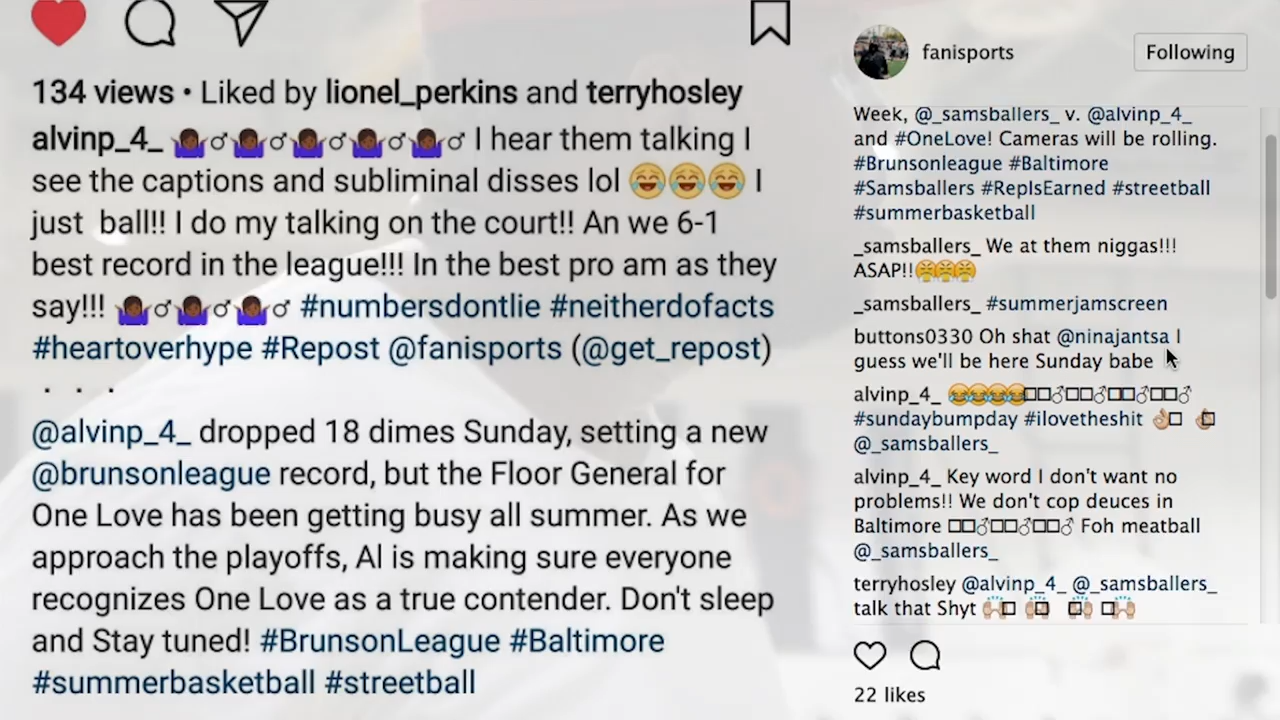 134 views • Liked by lionel_perkins and terryhosley
alvinp_4_ 🤷🏾‍♂🤷🏾‍♂🤷🏾‍♂🤷🏾‍♂🤷🏾‍♂ I hear them talking I
see the captions and subliminal disses lol 😂😂😂 I
just ball!! I do my talking on the court!! An we 6-1
best record in the league!!! In the best pro am as they
say!!! 🤷🏾‍♂🤷🏾‍♂🤷🏾‍♂ #numbersdontlie #neitherdofacts
#heartoverhype #Repost @fanisports (@get_repost)
. . .
@alvinp_4_ dropped 18 dimes Sunday, setting a new
@brunsonleague record, but the Floor General for
One Love has been getting busy all summer. As we
approach the playoffs, Al is making sure everyone
recognizes One Love as a true contender. Don't sleep
and Stay tuned! #BrunsonLeague #Baltimore
#summerbasketball #streetball
fanisports
Following
Week, @_samsballers_ v. @alvinp_4_
and #OneLove! Cameras will be rolling.
#Brunsonleague #Baltimore
#Samsballers #RepIsEarned #streetball
#summerbasketball
_samsballers_ We at them niggas!!!
ASAP!!😤😤😤
_samsballers_ #summerjamscreen
buttons0330 Oh shat @ninajantsa I
guess we'll be here Sunday babe
alvinp_4_ 😂😂😂😂□□♂□□♂□□♂□□♂
#sundaybumpday #ilovetheshit 👌🏽□ 👌🏽□
@_samsballers_
alvinp_4_ Key word I don't want no
problems!! We don't cop deuces in
Baltimore □□♂□□♂□□♂ Foh meatball
@_samsballers_
terryhosley @alvinp_4_ @_samsballers_
talk that Shyt 🙌🏽□ 🙌🏽□ 🙌🏽□ 🙌🏽□
22 likes